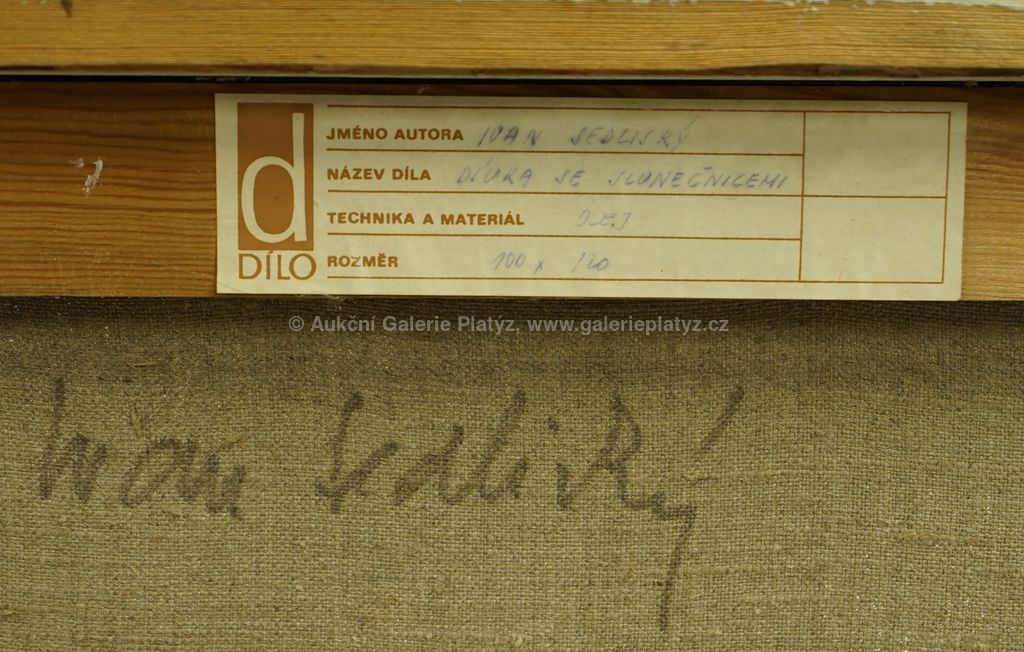 d
DÍLO
JMÉNO AUTORA IVAN SEDLISKÝ
NÁZEV DÍLA DÍVKA SE SLUNEČNICEMI
TECHNIKA A MATERIÁL OLEJ
ROZMĚR 100 x 120
© Aukční Galerie Platýz, www.galerieplatyz.cz
Ivan Sedliský